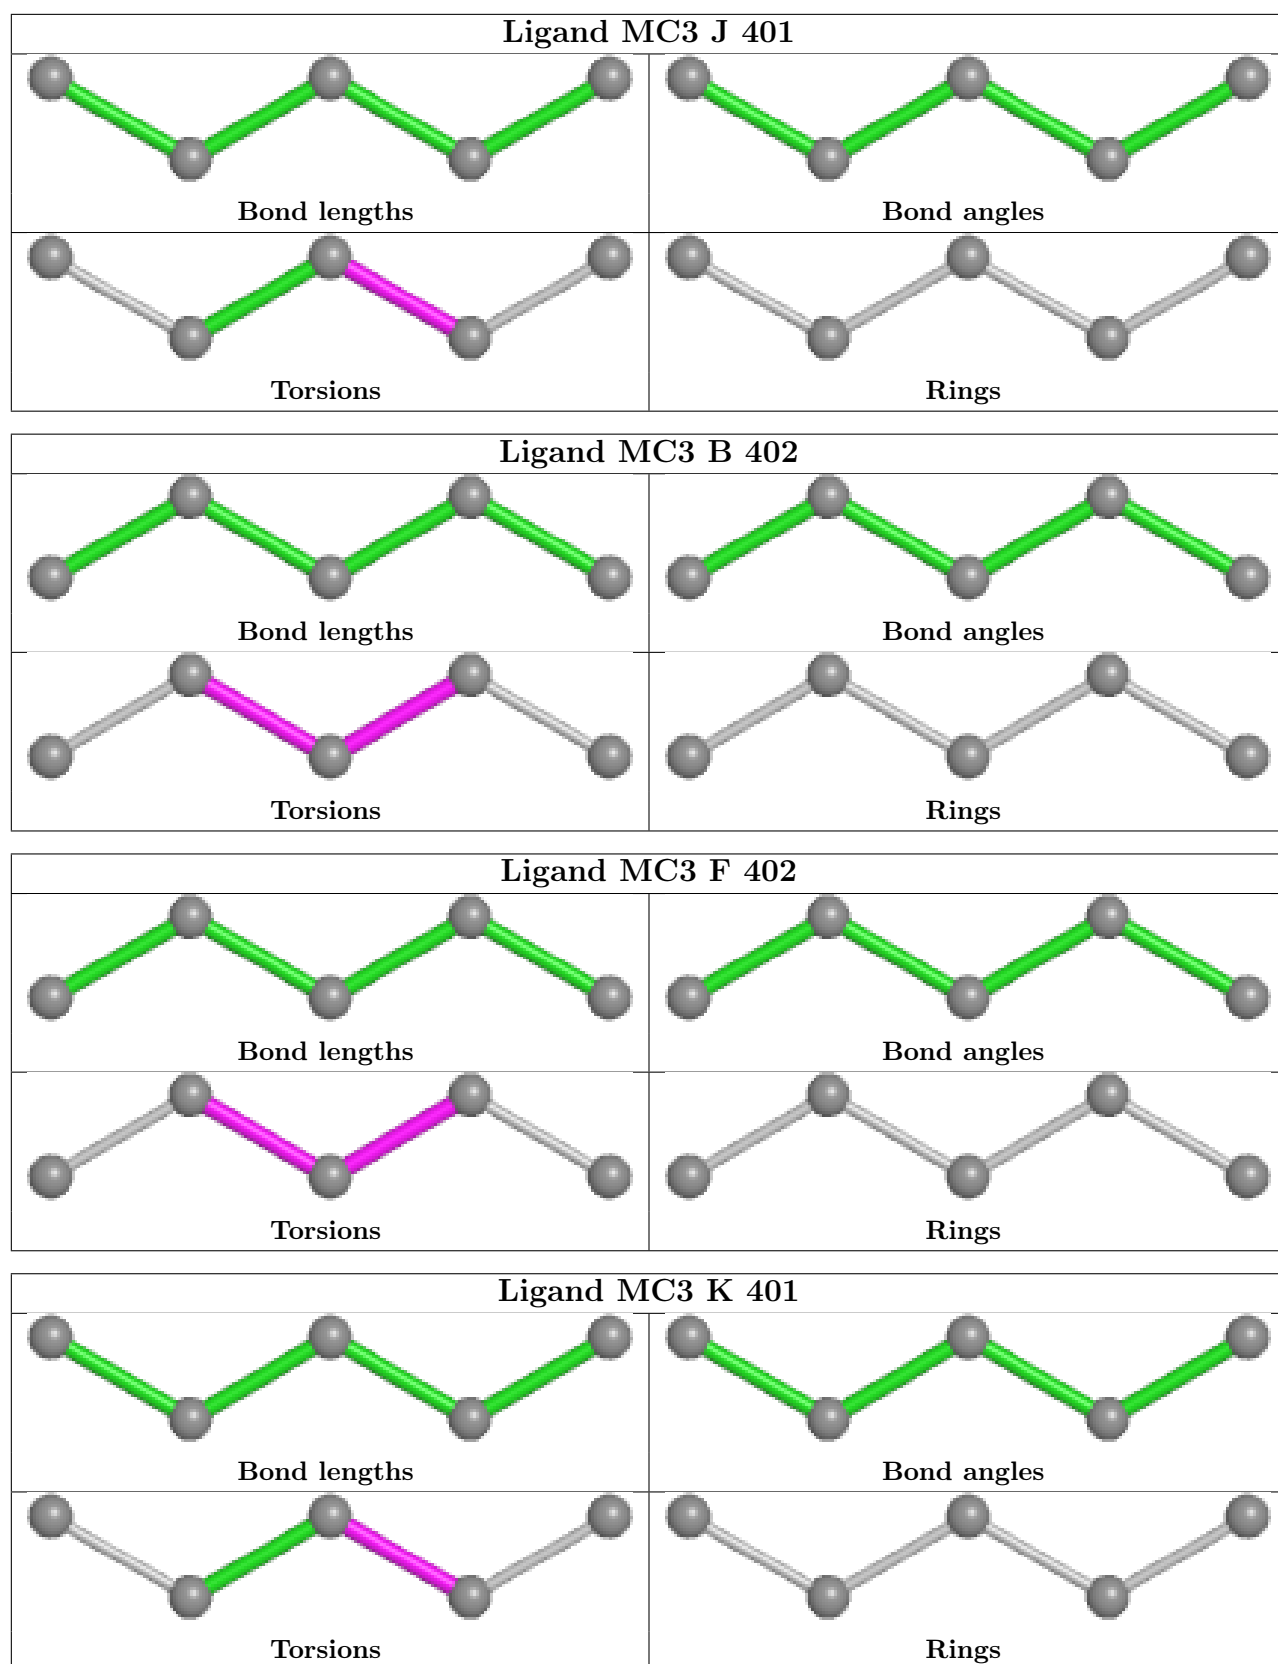 Ligand MC3 J 401
Bond lengths
Bond angles
Torsions
Rings
Ligand MC3 B 402
Bond lengths
Bond angles
Torsions
Rings
Ligand MC3 F 402
Bond lengths
Bond angles
Torsions
Rings
Ligand MC3 K 401
Bond lengths
Bond angles
Torsions
Rings